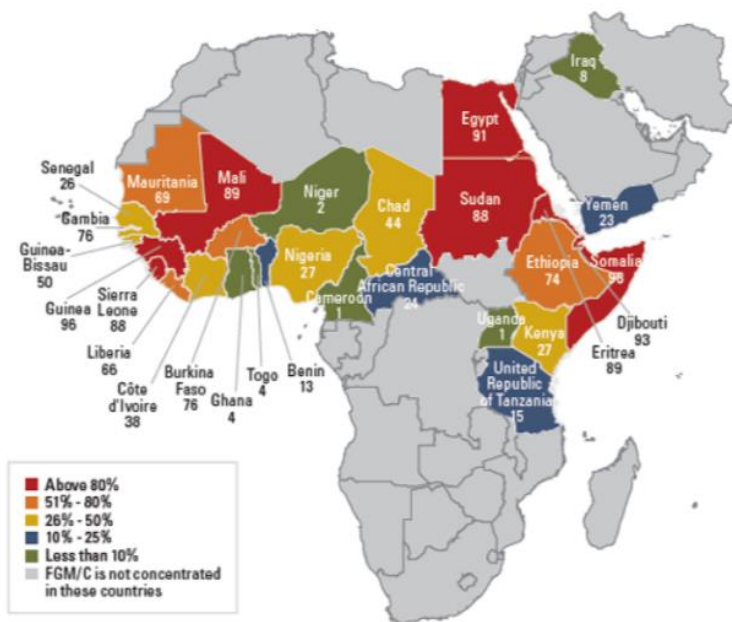 Iraq
8
Egypt
91
Senegal
26
Mauritania
69
Mali
89
Niger
2
Chad
44
Sudan
88
Yemen
23
Gambia
76
Guinea-
Bissau
50
Nigeria
27
Ethiopia
74
Somalia
98
Guinea
96
Sierra
Leone
88
Central
African Republic
24
Cameroon
1
Liberia
66
Côte
d'Ivoire
38
Burkina
Faso
76
Ghana
4
Togo
4
Benin
13
Uganda
1
Kenya
27
Djibouti
93
Eritrea
89
United
Republic
of Tanzania
15
Above 80%
51% - 80%
26% - 50%
10% - 25%
Less than 10%
FGM/C is not concentrated
in these countries